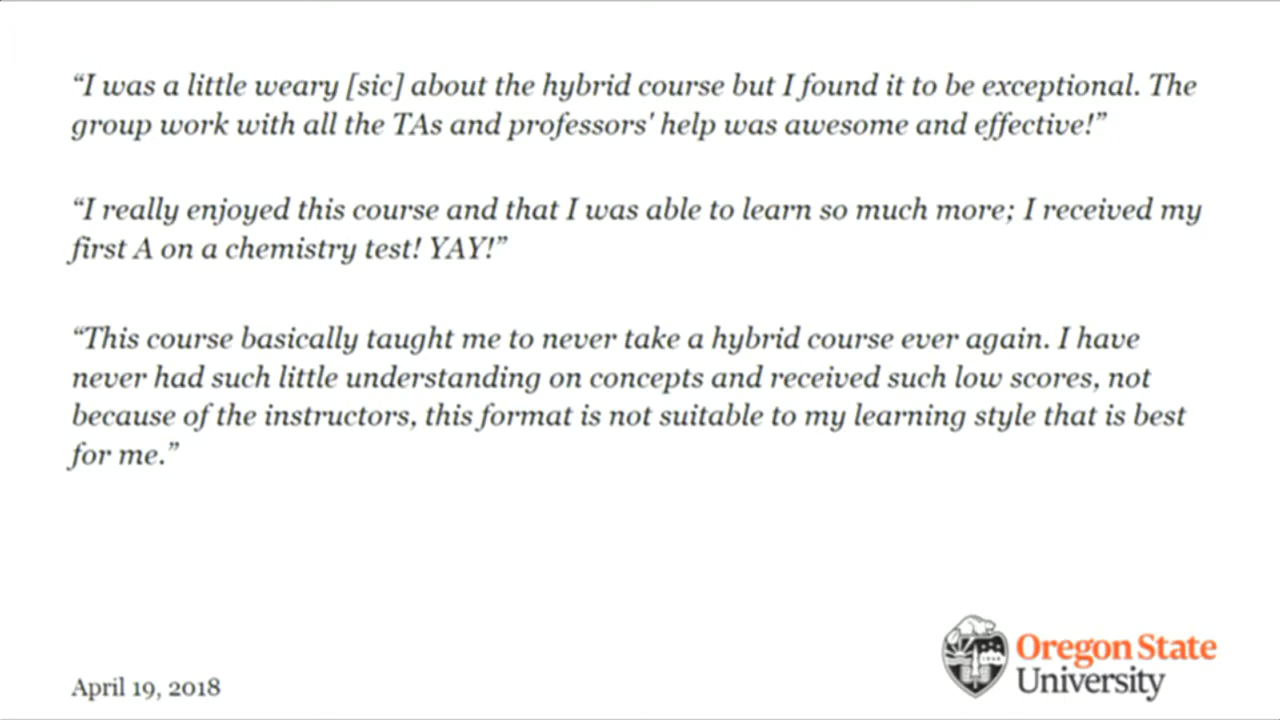 “I was a little weary [sic] about the hybrid course but I found it to be exceptional. The
group work with all the TAs and professors' help was awesome and effective!”
“I really enjoyed this course and that I was able to learn so much more; I received my
first A on a chemistry test! YAY!”
“This course basically taught me to never take a hybrid course ever again. I have
never had such little understanding on concepts and received such low scores, not
because of the instructors, this format is not suitable to my learning style that is best
for me.”
April 19, 2018
Oregon State
University